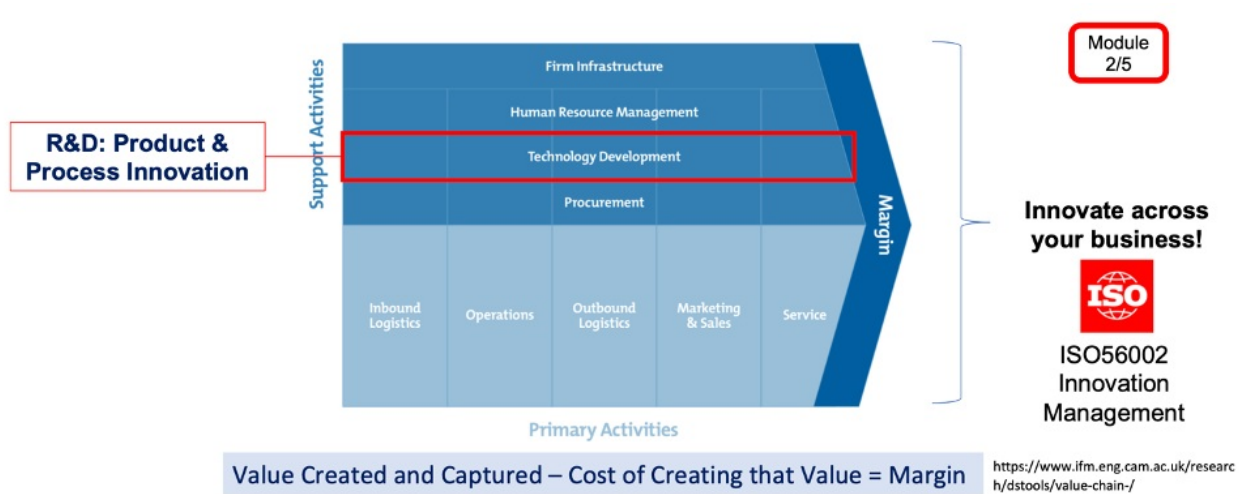 Module
2/5
Support Activities
Firm Infrastructure
Human Resource Management
Technology Development
Procurement
R&D: Product &
Process Innovation
Margin
Inbound
Logistics
Operations
Outbound
Logistics
Marketing
& Sales
Service
Primary Activities
Innovate across
your business!
ISO
ISO56002
Innovation
Management
Value Created and Captured – Cost of Creating that Value = Margin
https://www.ifm.eng.cam.ac.uk/researc
h/dstools/value-chain-/